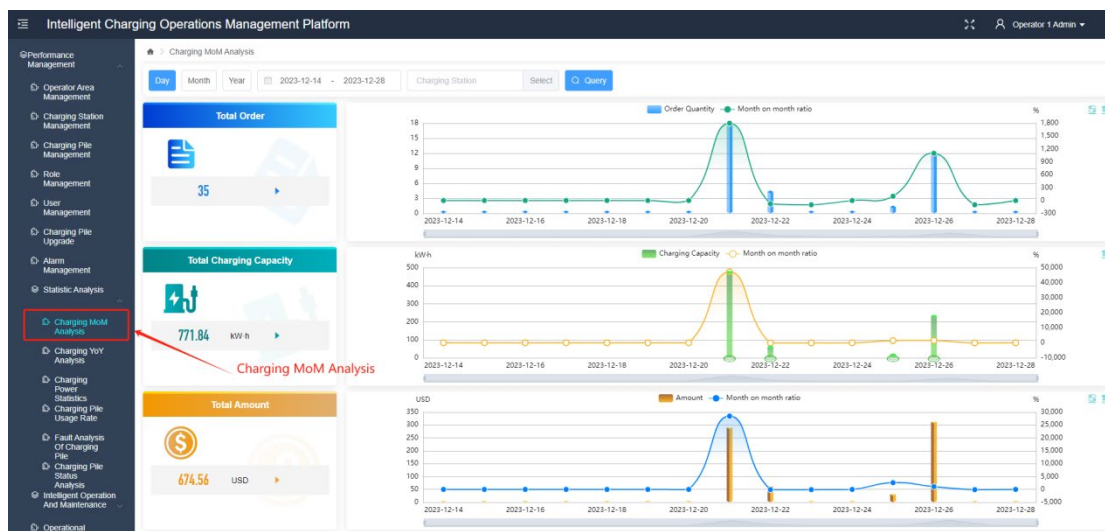 Intelligent Charging Operations Management Platform
Operator 1 Admin
Performance
Management
Operator Area
Management
Charging Station
Management
Charging Pile
Management
Role
Management
User
Management
Charging Pile
Upgrade
Alarm
Management
Statistic Analysis
Charging MoM
Analysis
Charging YoY
Analysis
Charging
Power
Statistics
Charging Pile
Usage Rate
Fault Analysis
Of Charging
Pile
Charging Pile
Status
Analysis
Intelligent Operation
And Maintenance
Operational
> Charging MoM Analysis
Day Month Year 2023-12-14 - 2023-12-28 Charging Station Select Query
Total Order
35
Order Quantity Month on month ratio
%
18
15
12
9
6
3
0
1,800
1,500
1,200
900
600
300
0
-300
2023-12-14 2023-12-16 2023-12-18 2023-12-20 2023-12-22 2023-12-24 2023-12-26 2023-12-28
Total Charging Capacity
771.84 kW·h
Charging Capacity Month on month ratio
kW·h
%
500
400
300
200
100
0
50,000
40,000
30,000
20,000
10,000
0
-10,000
2023-12-14 2023-12-16 2023-12-18 2023-12-20 2023-12-22 2023-12-24 2023-12-26 2023-12-28
Charging MoM Analysis
Total Amount
674.56 USD
Amount Month on month ratio
USD
%
350
300
250
200
150
100
50
0
30,000
25,000
20,000
15,000
10,000
5,000
0
-5,000
2023-12-14 2023-12-16 2023-12-18 2023-12-20 2023-12-22 2023-12-24 2023-12-26 2023-12-28